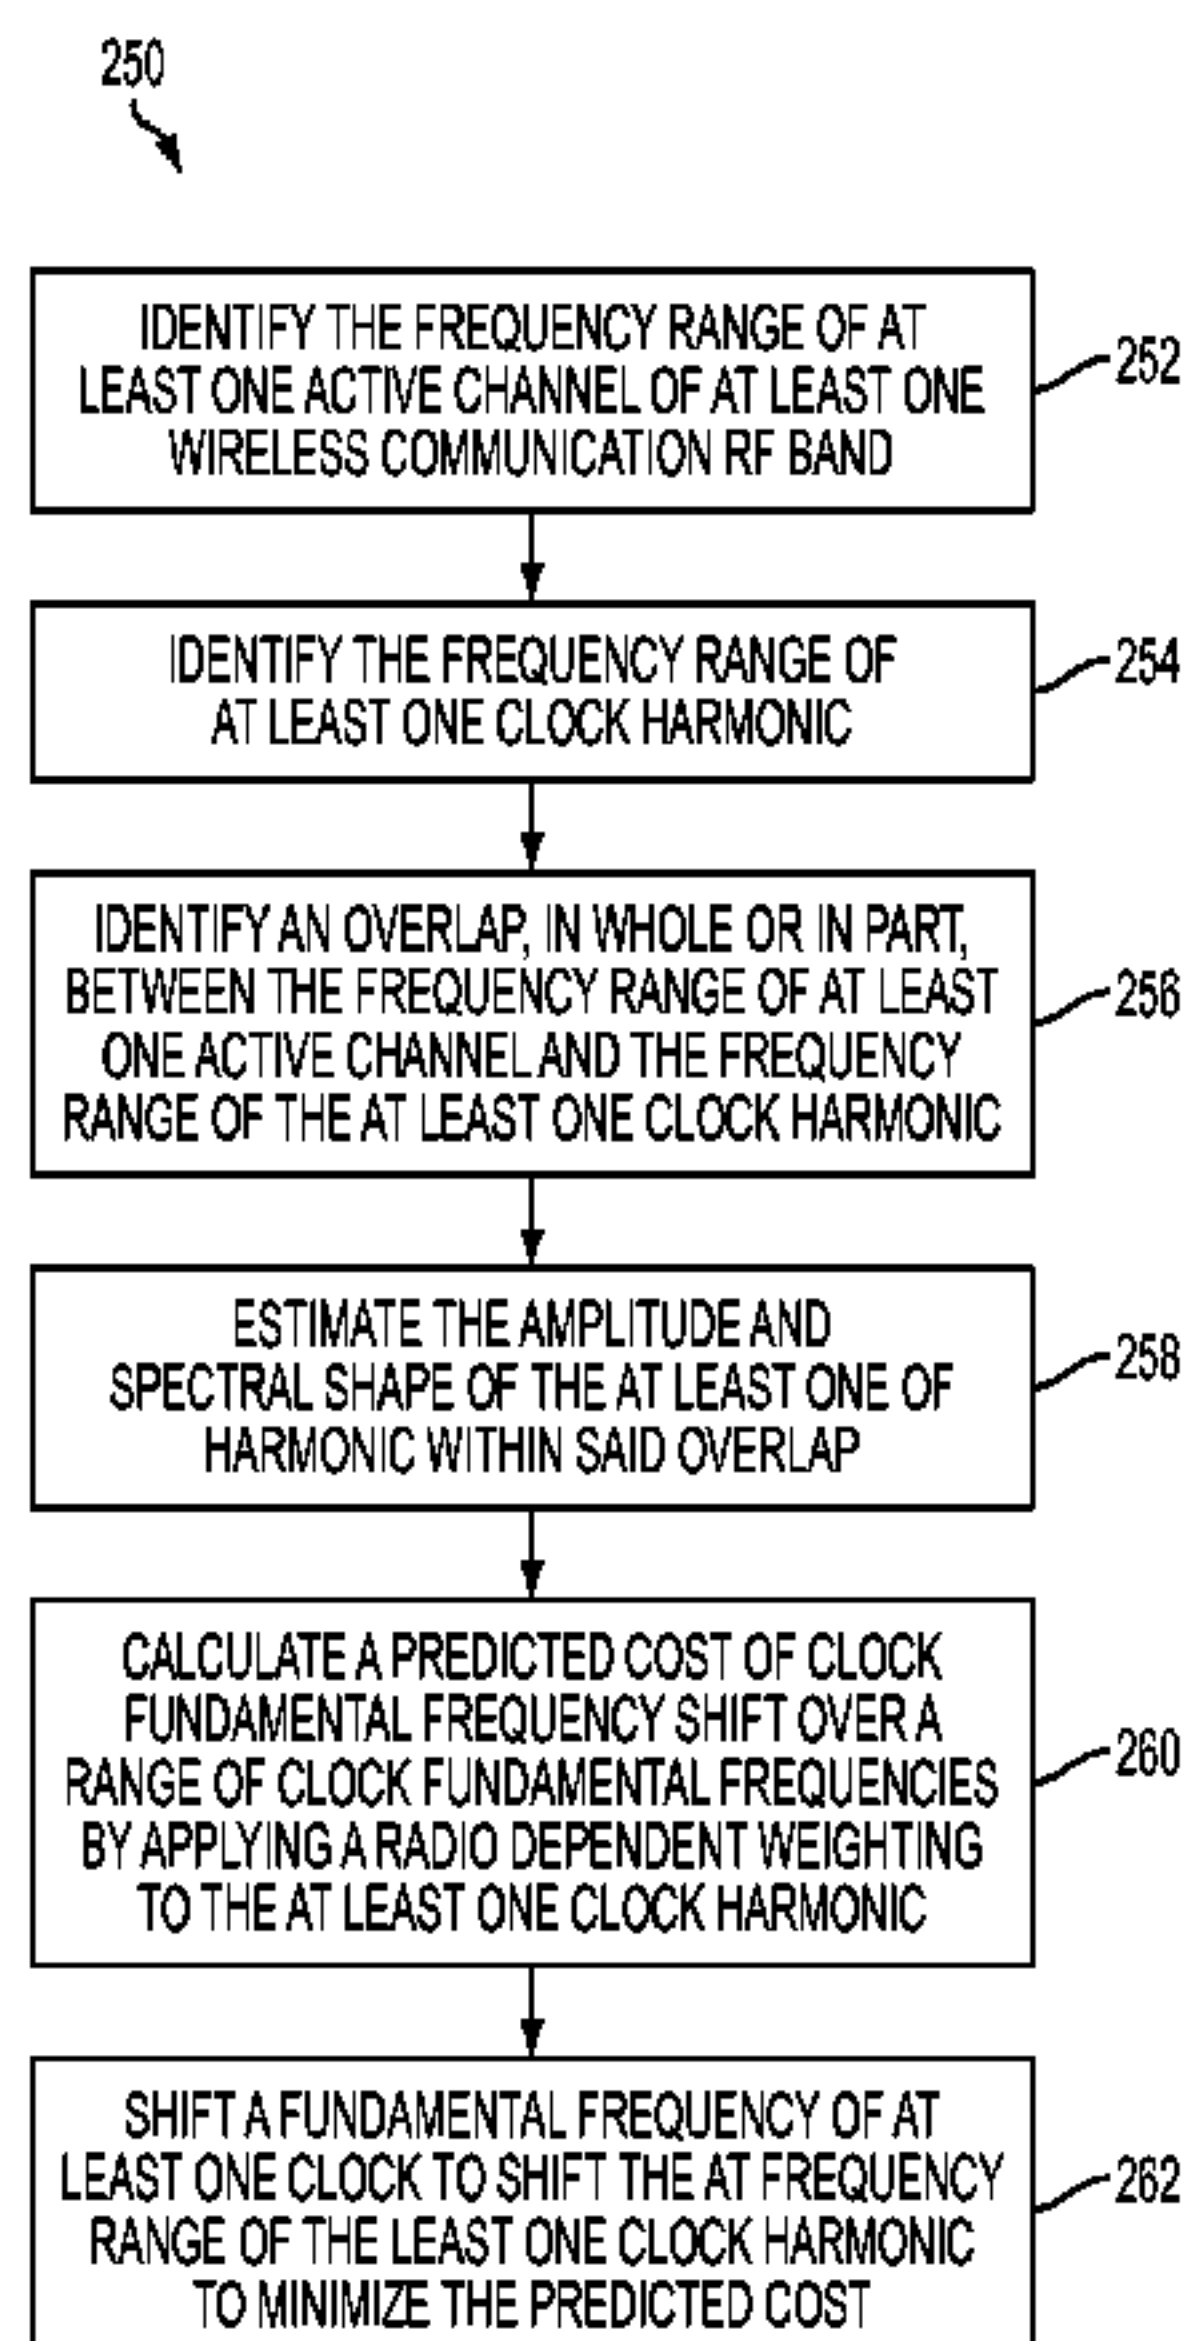 250
IDENTIFY THE FREQUENCY RANGE OF AT
LEAST ONE ACTIVE CHANNEL OF AT LEAST ONE
WIRELESS COMMUNICATION RF BAND
252
IDENTIFY THE FREQUENCY RANGE OF
AT LEAST ONE CLOCK HARMONIC
254
IDENTIFY AN OVERLAP, IN WHOLE OR IN PART,
BETWEEN THE FREQUENCY RANGE OF AT LEAST
ONE ACTIVE CHANNEL AND THE FREQUENCY
RANGE OF THE AT LEAST ONE CLOCK HARMONIC
256
ESTIMATE THE AMPLITUDE AND
SPECTRAL SHAPE OF THE AT LEAST ONE OF
HARMONIC WITHIN SAID OVERLAP
258
CALCULATE A PREDICTED COST OF CLOCK
FUNDAMENTAL FREQUENCY SHIFT OVER A
RANGE OF CLOCK FUNDAMENTAL FREQUENCIES
BY APPLYING A RADIO DEPENDENT WEIGHTING
TO THE AT LEAST ONE CLOCK HARMONIC
260
SHIFT A FUNDAMENTAL FREQUENCY OF AT
LEAST ONE CLOCK TO SHIFT THE AT FREQUENCY
RANGE OF THE LEAST ONE CLOCK HARMONIC
TO MINIMIZE THE PREDICTED COST
262